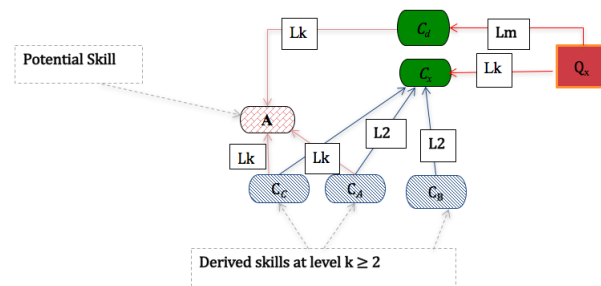 C_d
Lk
Lm
Potential Skill
C_x
Lk
Q_x
A
L2
L2
Lk
Lk
C_C
C_A
C_B
Derived skills at level k ≥ 2